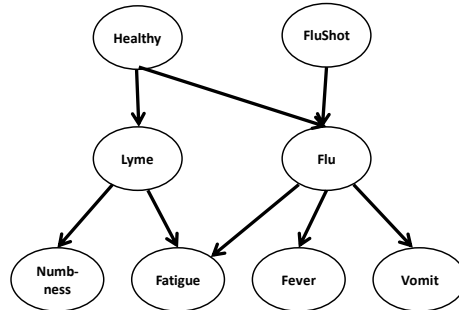 Healthy
FluShot
Lyme
Flu
Numb-
ness
Fatigue
Fever
Vomit